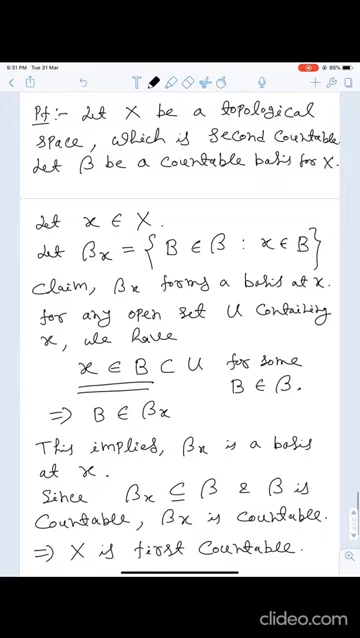 9:31 PM Tue 31 Mar
Pf :- Let X be a topological
space, which is second countable
Let β be a countable basis for X.
Let x ∈ X.
Let βx = { B ∈ β : x ∈ B }
Claim, βx forms a basis at x.
for any open set U containing
x, we have
x ∈ B ⊂ U for some
B ∈ β.
⇒ B ∈ βx
This implies, βx is a basis
at x.
Since βx ⊆ β & β is
Countable, βx is countable.
⇒ X is first countable.
clideo.com